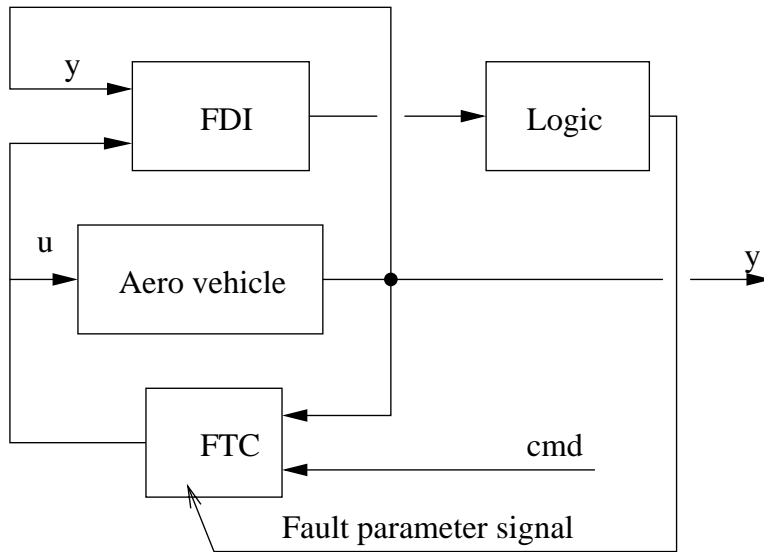 y
FDI
Logic
u
Aero vehicle
y
FTC
cmd
Fault parameter signal